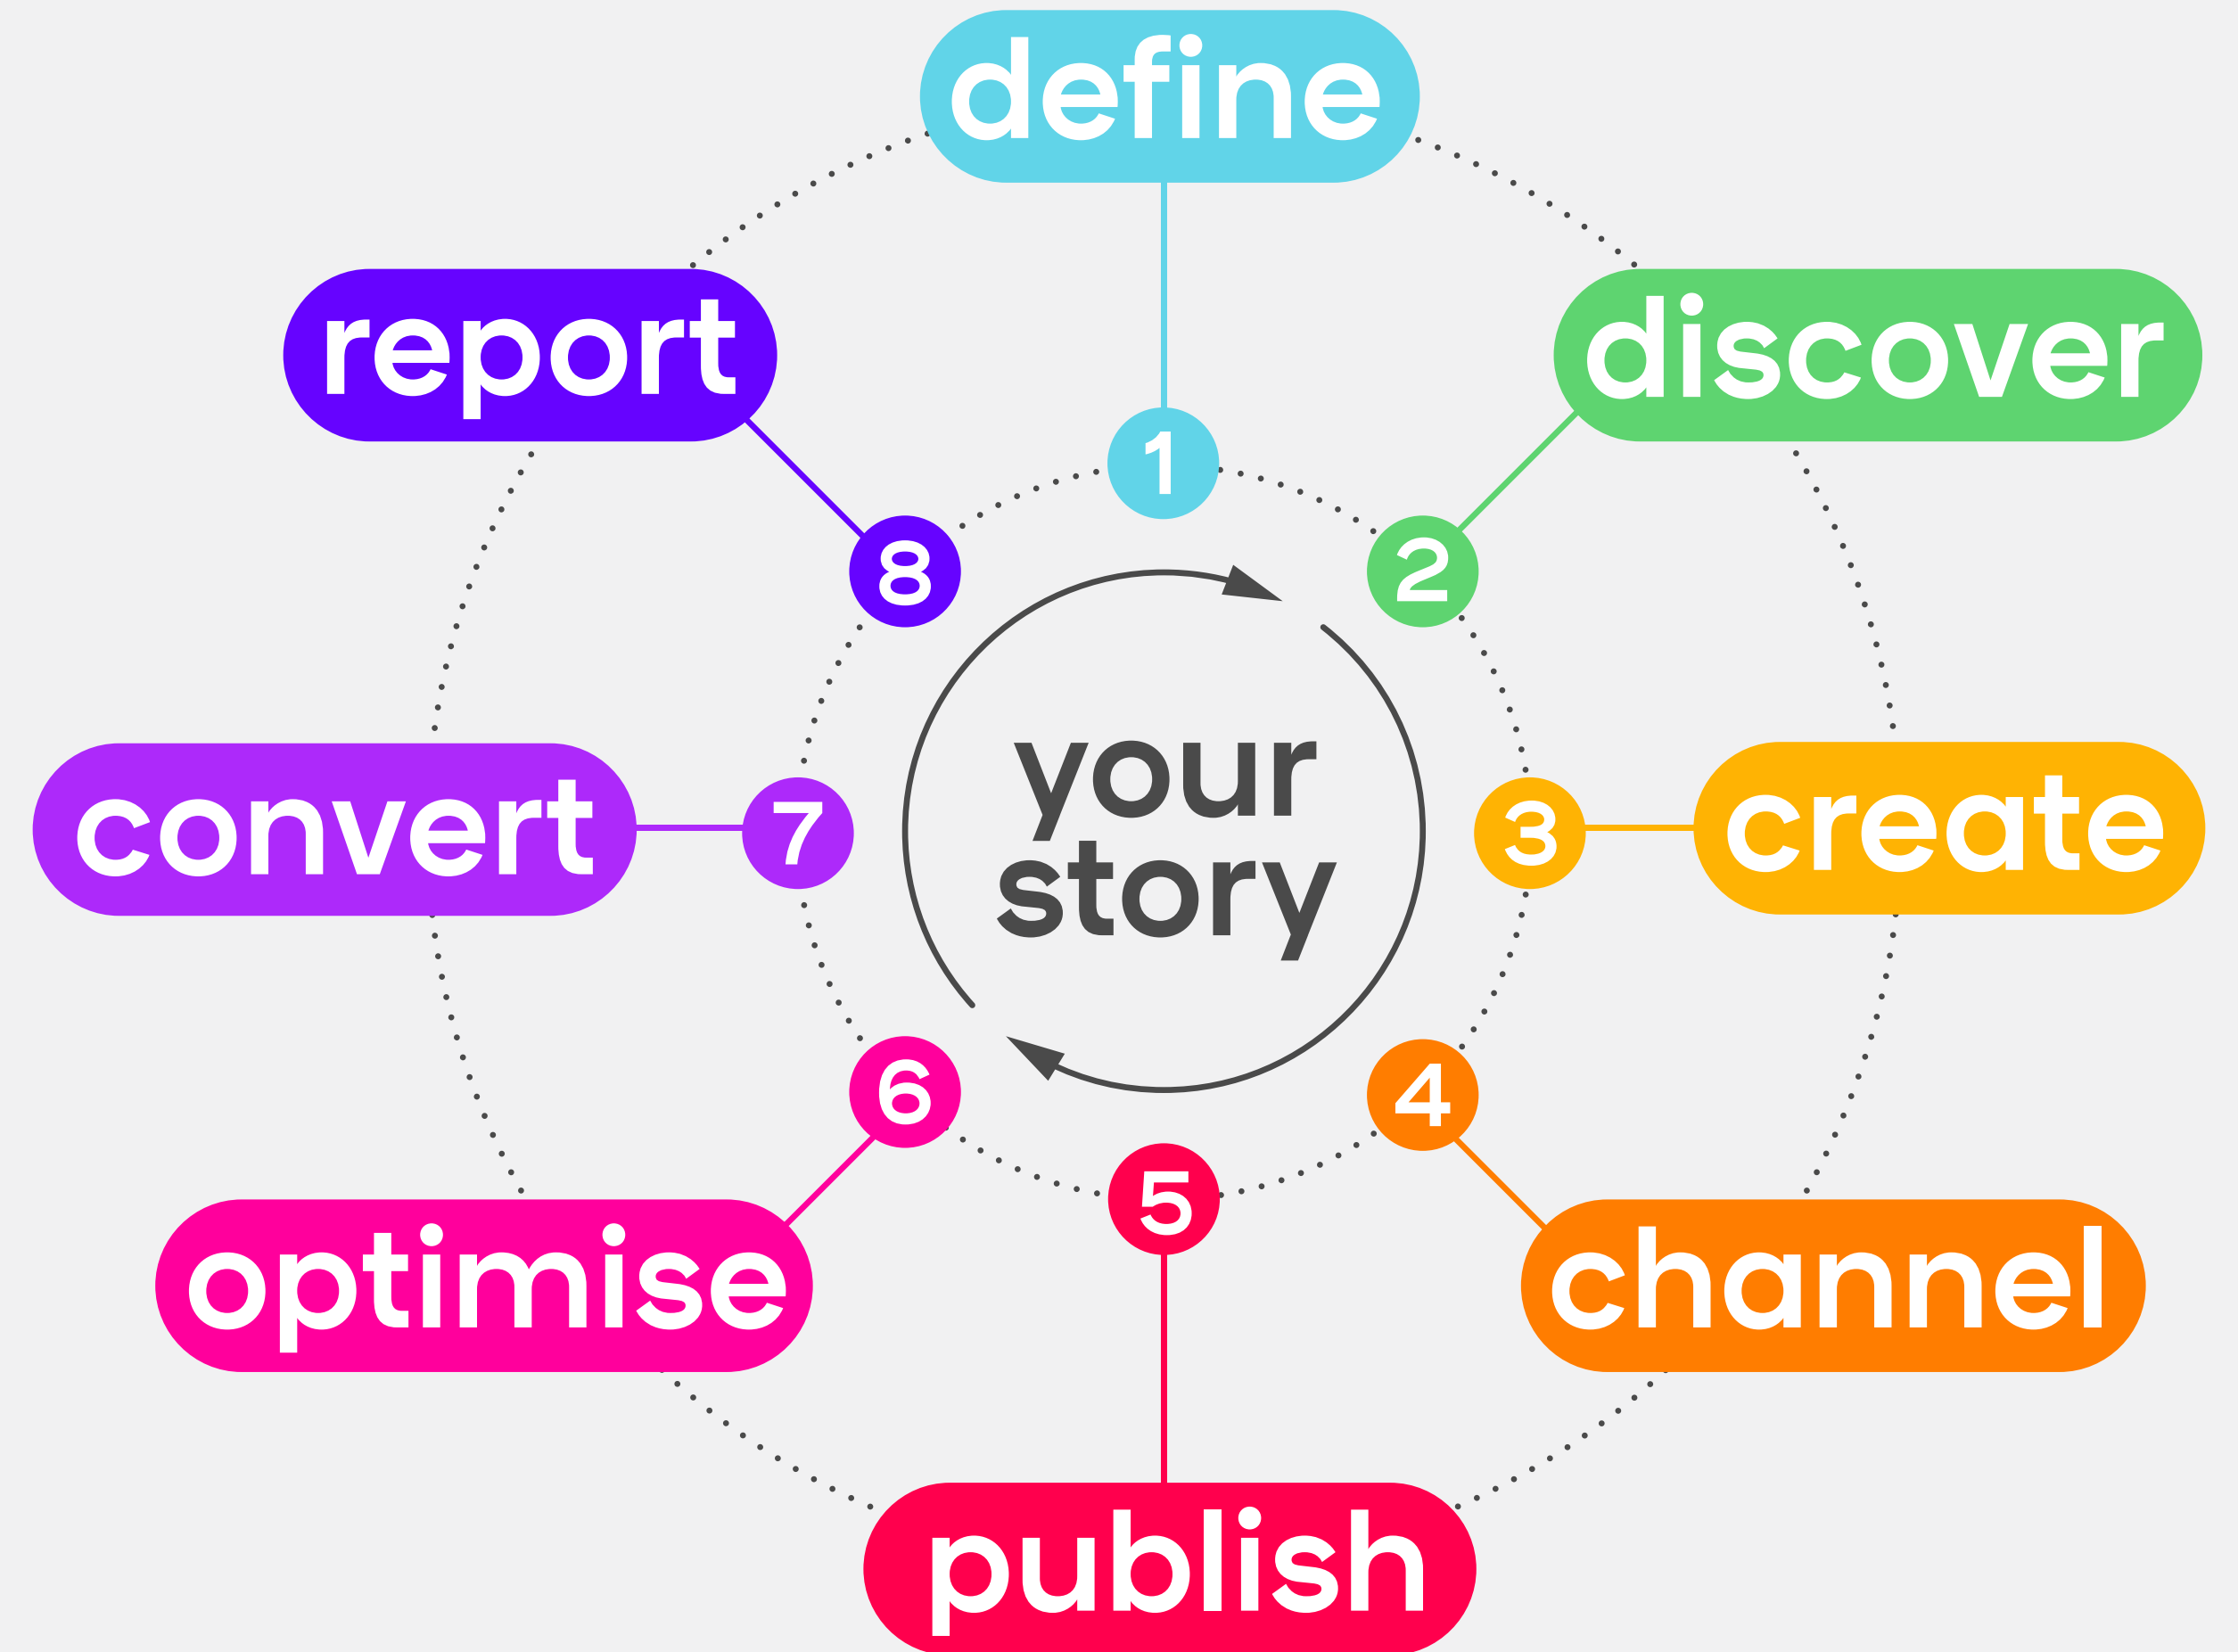 define
report
discover
1
8
2
your
story
convert
7
3
create
6
4
5
optimise
channel
publish